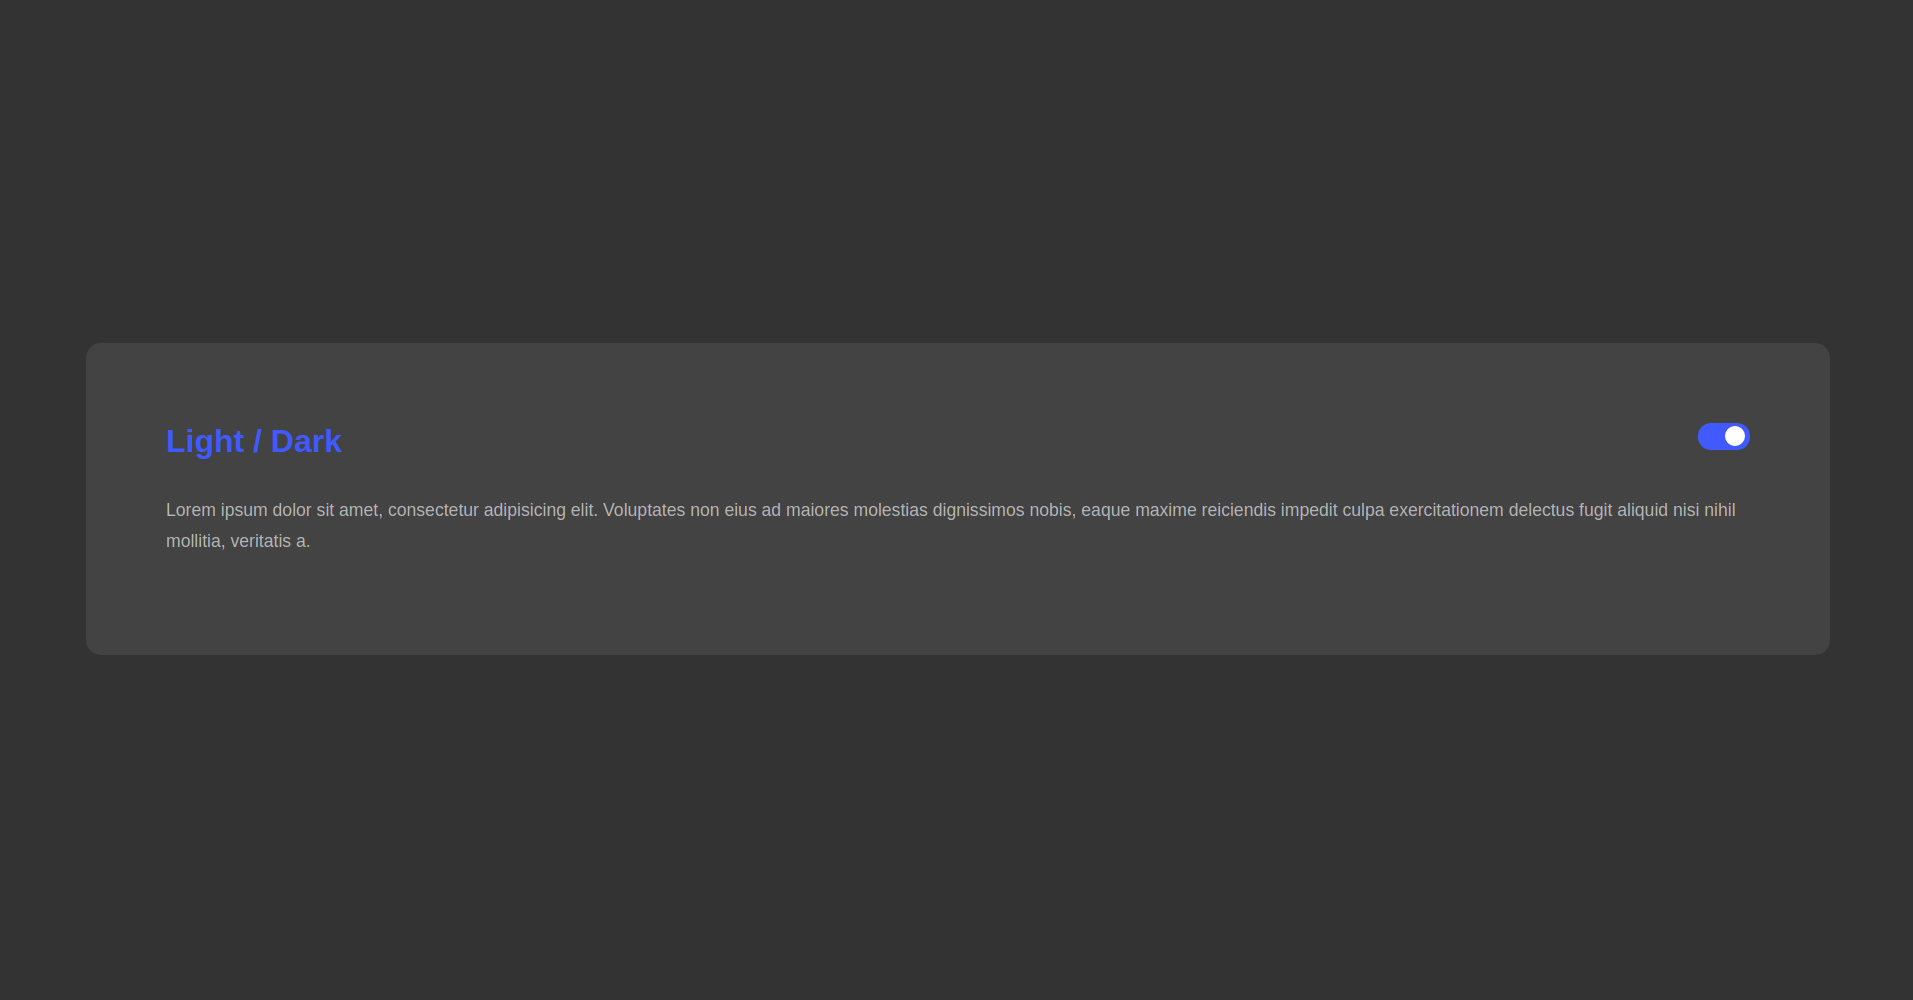 Light / Dark
Lorem ipsum dolor sit amet, consectetur adipisicing elit. Voluptates non eius ad maiores molestias dignissimos nobis, eaque maxime reiciendis impedit culpa exercitationem delectus fugit aliquid nisi nihil
mollitia, veritatis a.